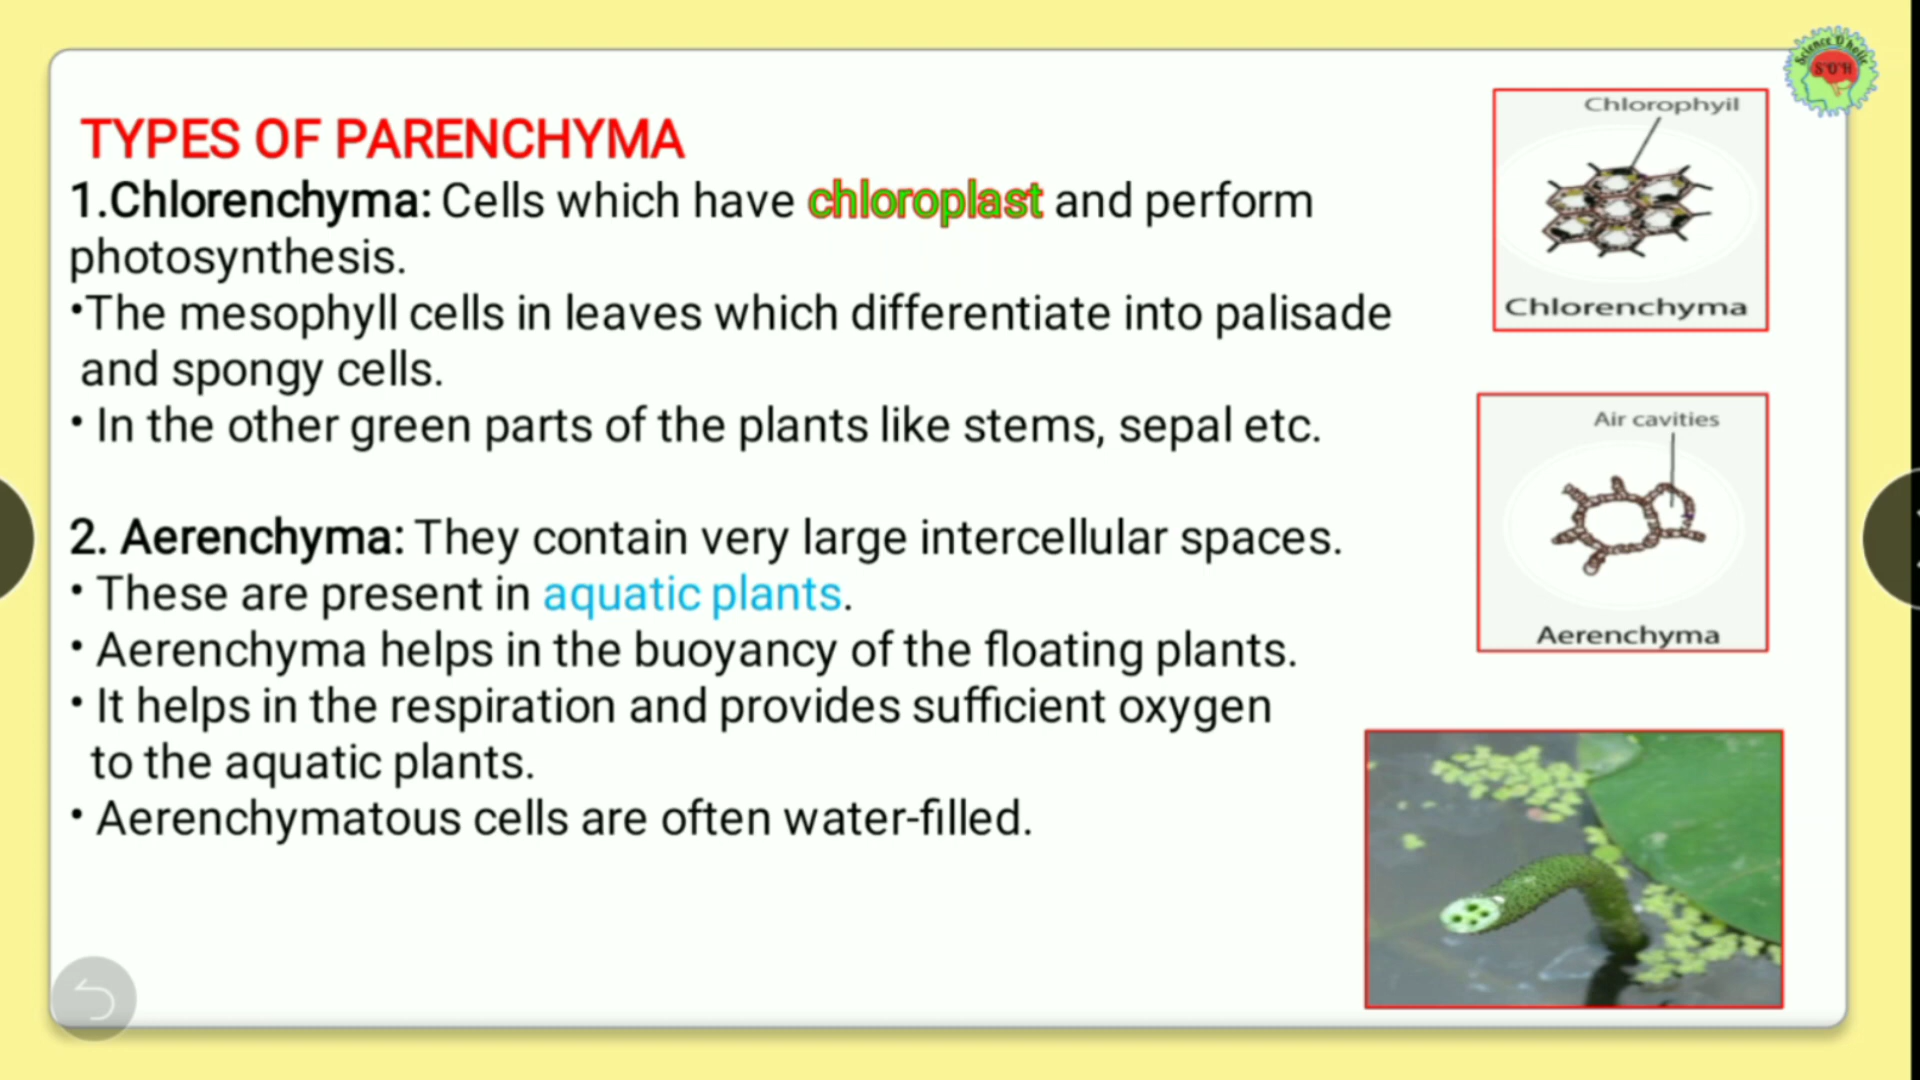 TYPES OF PARENCHYMA
1.Chlorenchyma: Cells which have chloroplast and perform
photosynthesis.
•The mesophyll cells in leaves which differentiate into palisade
and spongy cells.
• In the other green parts of the plants like stems, sepal etc.
2. Aerenchyma: They contain very large intercellular spaces.
• These are present in aquatic plants.
• Aerenchyma helps in the buoyancy of the floating plants.
• It helps in the respiration and provides sufficient oxygen
to the aquatic plants.
• Aerenchymatous cells are often water-filled.
Chlorophyil
Chlorenchyma
Air cavities
Aerenchyma
Science O'holic
S'O'H